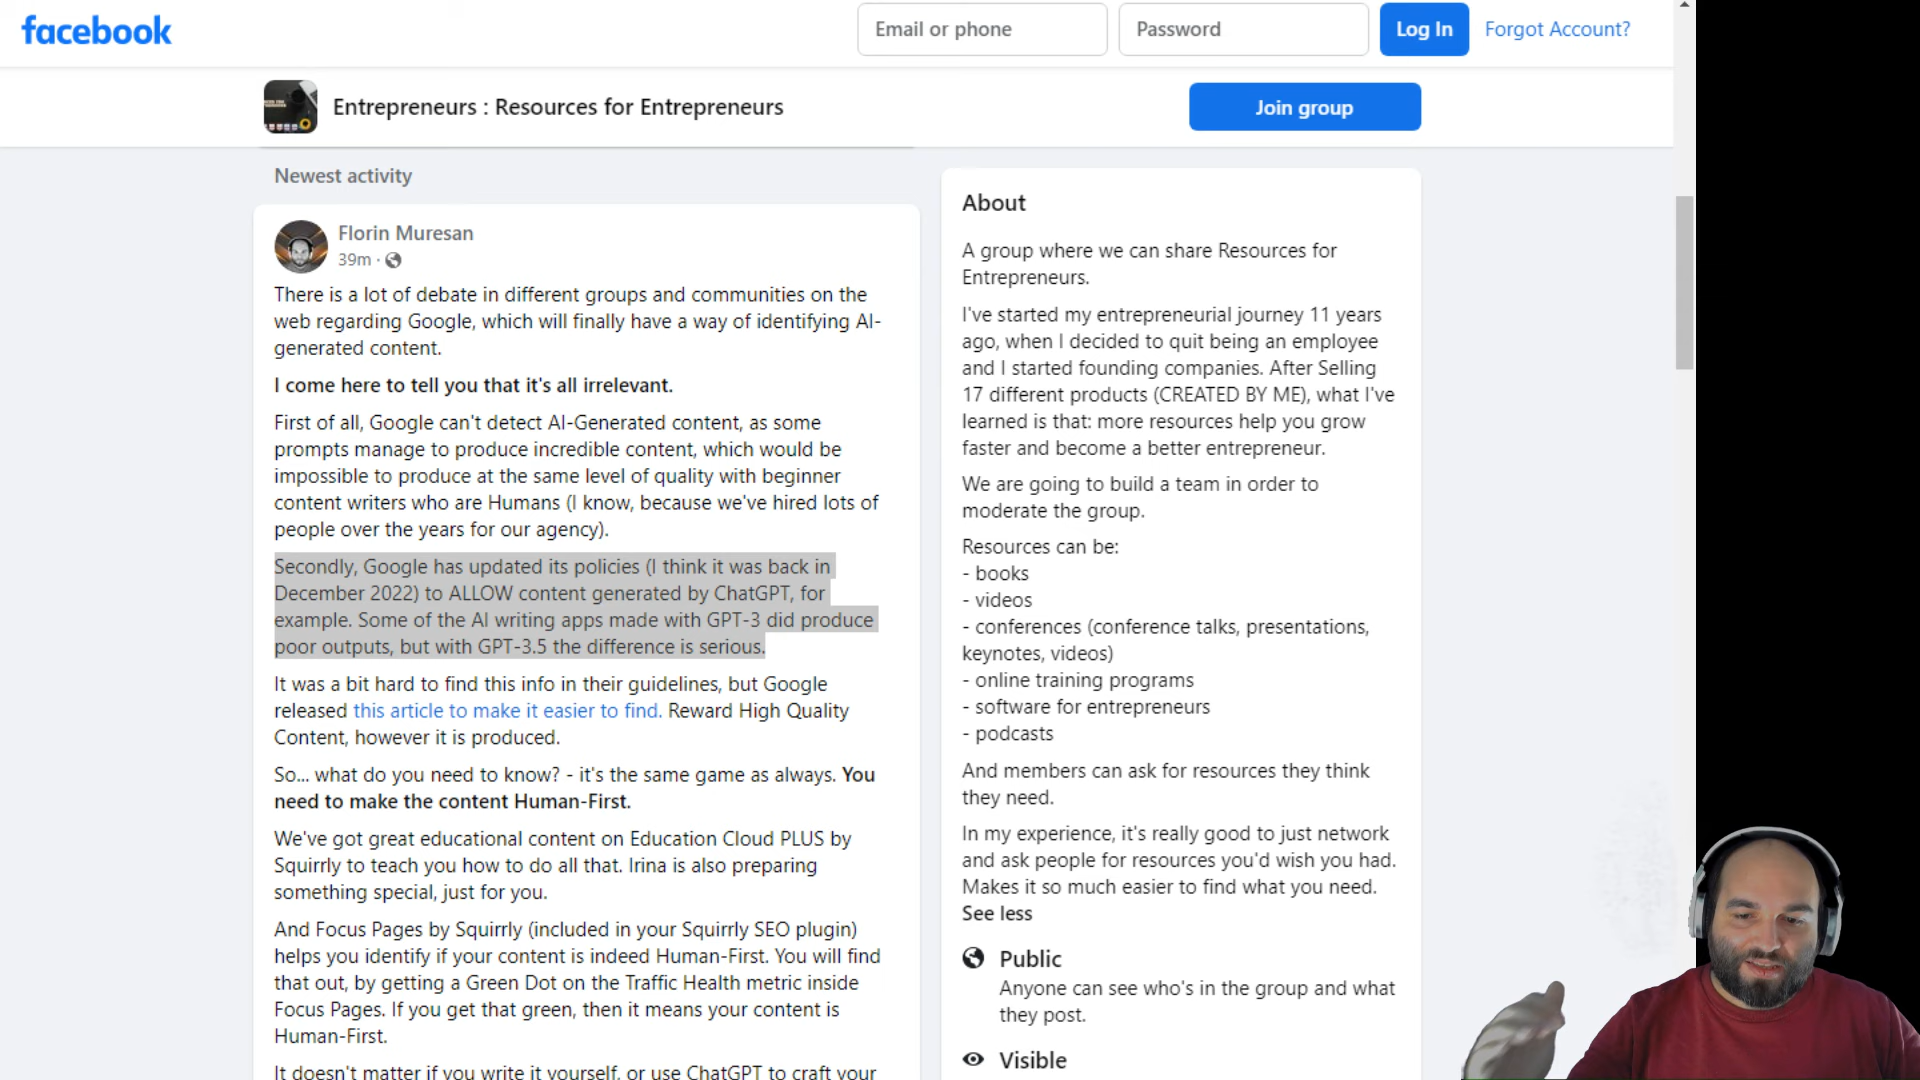 facebook
Email or phone
Password
Log In
Forgot Account?
Entrepreneurs : Resources for Entrepreneurs
Join group
Newest activity
Florin Muresan
39m ·
There is a lot of debate in different groups and communities on the
web regarding Google, which will finally have a way of identifying AI-
generated content.
I come here to tell you that it's all irrelevant.
First of all, Google can't detect AI-Generated content, as some
prompts manage to produce incredible content, which would be
impossible to produce at the same level of quality with beginner
content writers who are Humans (I know, because we've hired lots of
people over the years for our agency).
Secondly, Google has updated its policies (I think it was back in
December 2022) to ALLOW content generated by ChatGPT, for
example. Some of the AI writing apps made with GPT-3 did produce
poor outputs, but with GPT-3.5 the difference is serious.
It was a bit hard to find this info in their guidelines, but Google
released this article to make it easier to find. Reward High Quality
Content, however it is produced.
So... what do you need to know? - it's the same game as always. You
need to make the content Human-First.
We've got great educational content on Education Cloud PLUS by
Squirrly to teach you how to do all that. Irina is also preparing
something special, just for you.
And Focus Pages by Squirrly (included in your Squirrly SEO plugin)
helps you identify if your content is indeed Human-First. You will find
that out, by getting a Green Dot on the Traffic Health metric inside
Focus Pages. If you get that green, then it means your content is
Human-First.
It doesn't matter if you write it yourself, or use ChatGPT to craft your
About
A group where we can share Resources for
Entrepreneurs.
I've started my entrepreneurial journey 11 years
ago, when I decided to quit being an employee
and I started founding companies. After Selling
17 different products (CREATED BY ME), what I've
learned is that: more resources help you grow
faster and become a better entrepreneur.
We are going to build a team in order to
moderate the group.
Resources can be:
- books
- videos
- conferences (conference talks, presentations,
keynotes, videos)
- online training programs
- software for entrepreneurs
- podcasts
And members can ask for resources they think
they need.
In my experience, it's really good to just network
and ask people for resources you'd wish you had.
Makes it so much easier to find what you need.
See less
Public
Anyone can see who's in the group and what
they post.
Visible